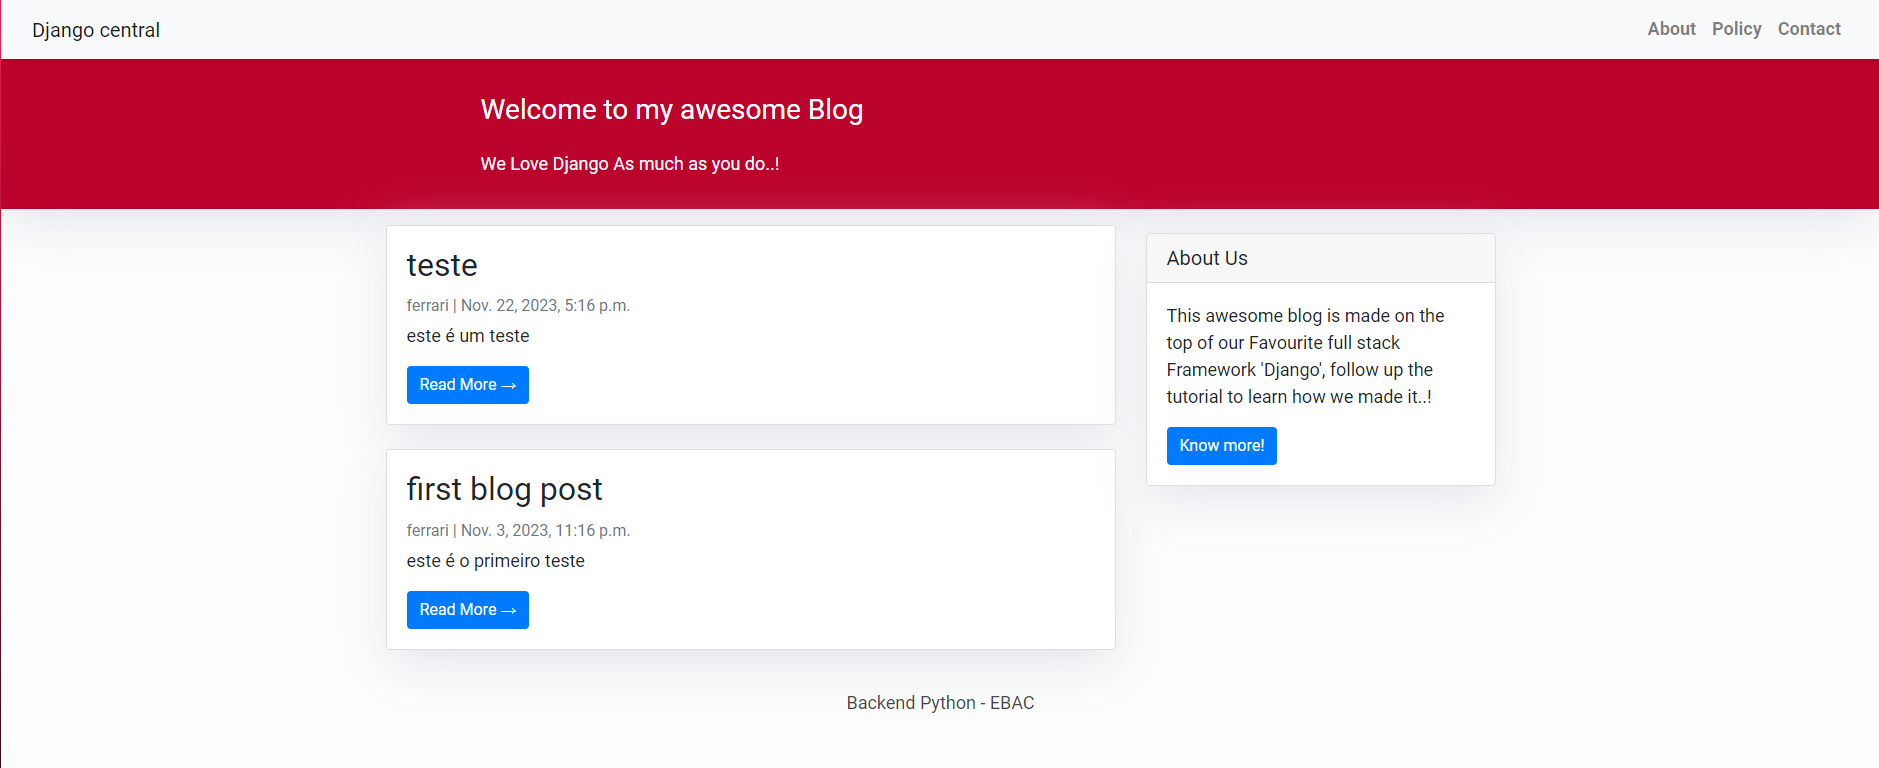 Django central
About Policy Contact
Welcome to my awesome Blog
We Love Django As much as you do..!
teste
ferrari | Nov. 22, 2023, 5:16 p.m.
este é um teste
Read More →
first blog post
ferrari | Nov. 3, 2023, 11:16 p.m.
este é o primeiro teste
Read More →
About Us
This awesome blog is made on the
top of our Favourite full stack
Framework 'Django', follow up the
tutorial to learn how we made it..!
Know more!
Backend Python - EBAC